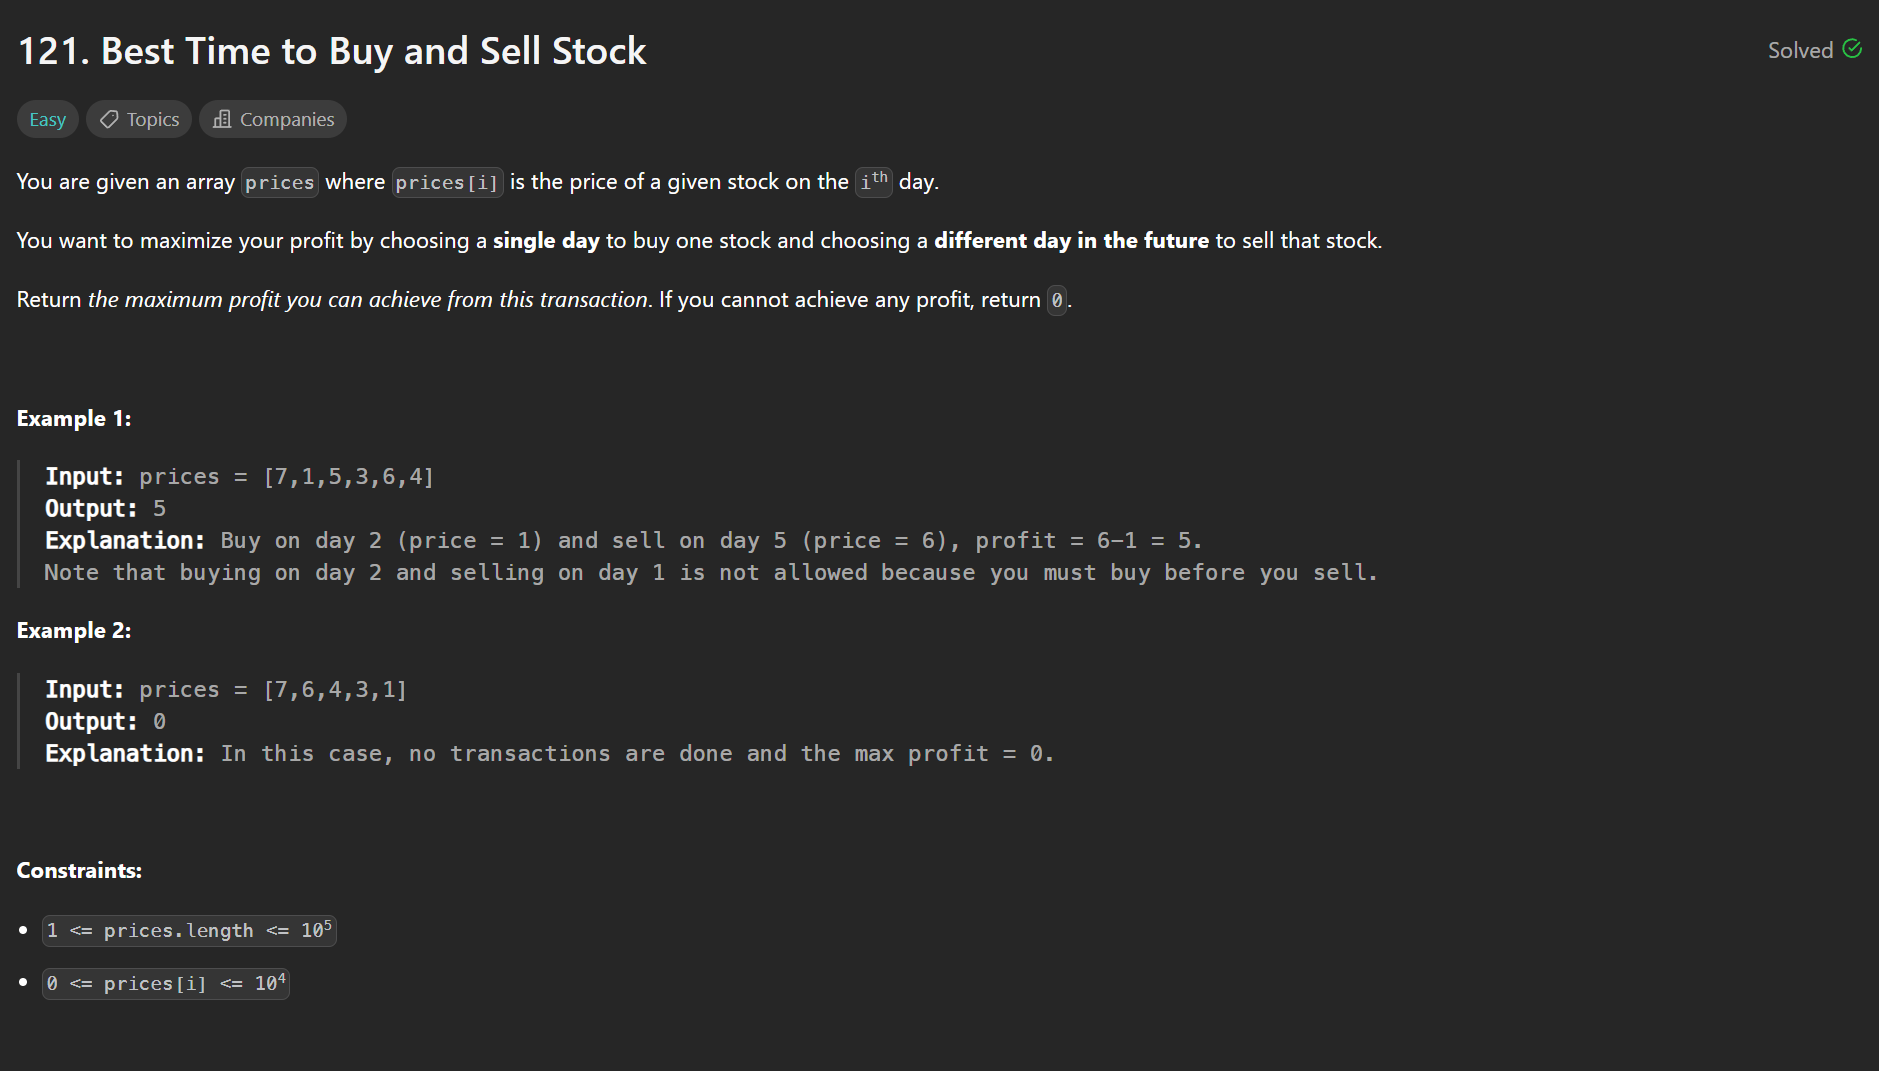 121. Best Time to Buy and Sell Stock
Solved
Easy
Topics
Companies
You are given an array prices where prices[i] is the price of a given stock on the iᵗʰ day.
You want to maximize your profit by choosing a single day to buy one stock and choosing a different day in the future to sell that stock.
Return the maximum profit you can achieve from this transaction. If you cannot achieve any profit, return 0.
Example 1:
Input: prices = [7,1,5,3,6,4]
Output: 5
Explanation: Buy on day 2 (price = 1) and sell on day 5 (price = 6), profit = 6-1 = 5.
Note that buying on day 2 and selling on day 1 is not allowed because you must buy before you sell.
Example 2:
Input: prices = [7,6,4,3,1]
Output: 0
Explanation: In this case, no transactions are done and the max profit = 0.
Constraints:
• 1 <= prices.length <= 10⁵
• 0 <= prices[i] <= 10⁴